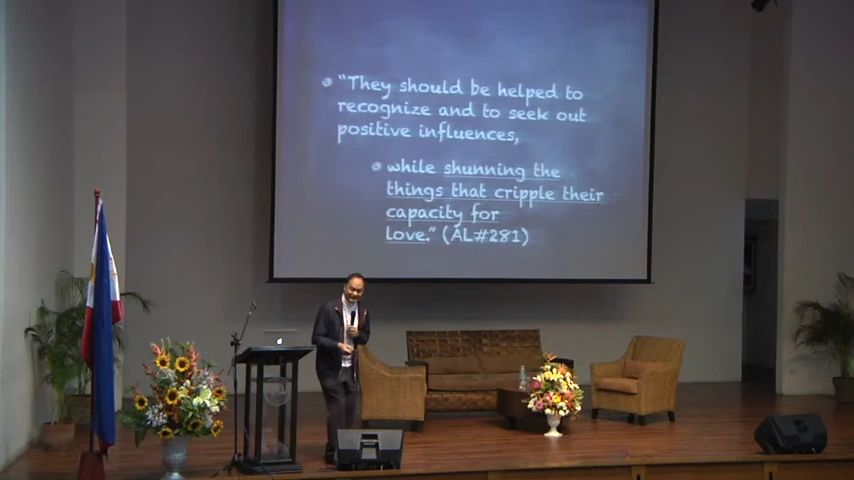 "They should be helped to
recognize and to seek out
positive influences,
while shunning the
things that cripple their
capacity for
love." (AL#281)